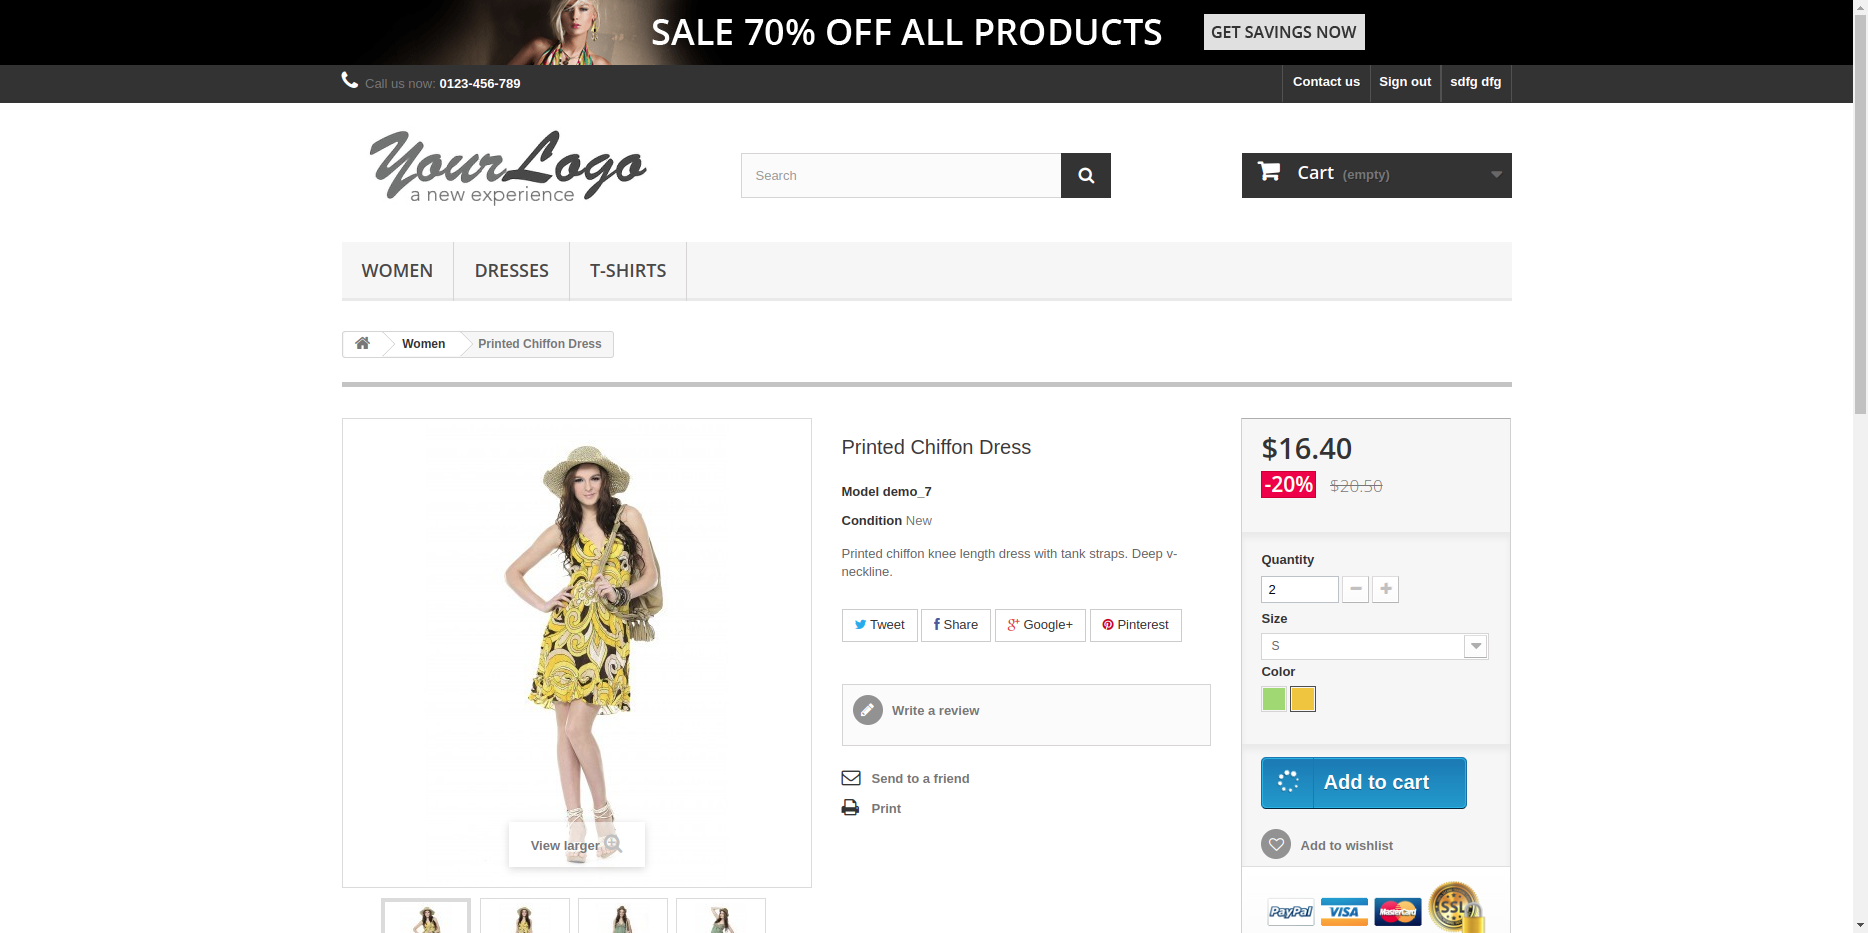 SALE 70% OFF ALL PRODUCTS GET SAVINGS NOW
Call us now: 0123-456-789 Contact us Sign out sdfg dfg
YourLogo
a new experience
Search
Cart (empty)
WOMEN DRESSES T-SHIRTS
Women Printed Chiffon Dress
View larger
Printed Chiffon Dress
Model demo_7
Condition New
Printed chiffon knee length dress with tank straps. Deep v-
neckline.
Tweet Share Google+ Pinterest
Write a review
Send to a friend
Print
$16.40
-20% $20.50
Quantity
2
Size
S
Color
Add to cart
Add to wishlist
PayPal VISA MasterCard SSL